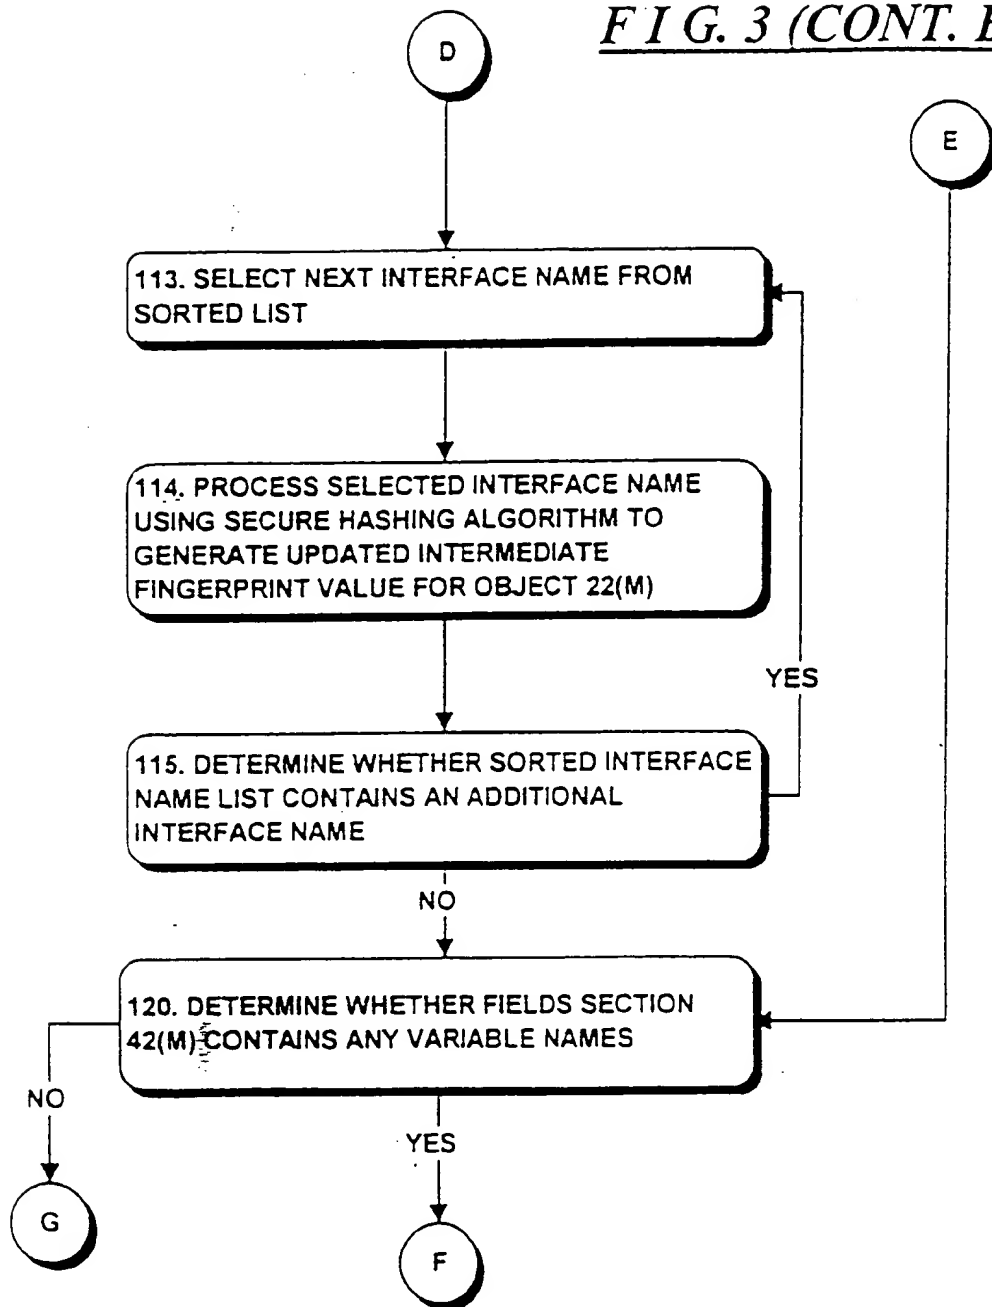 FIG. 3 (CONT.
D
E
113. SELECT NEXT INTERFACE NAME FROM
SORTED LIST
114. PROCESS SELECTED INTERFACE NAME
USING SECURE HASHING ALGORITHM TO
GENERATE UPDATED INTERMEDIATE
FINGERPRINT VALUE FOR OBJECT 22(M)
YES
115. DETERMINE WHETHER SORTED INTERFACE
NAME LIST CONTAINS AN ADDITIONAL
INTERFACE NAME
NO
120. DETERMINE WHETHER FIELDS SECTION
42(M) CONTAINS ANY VARIABLE NAMES
NO
YES
G
F